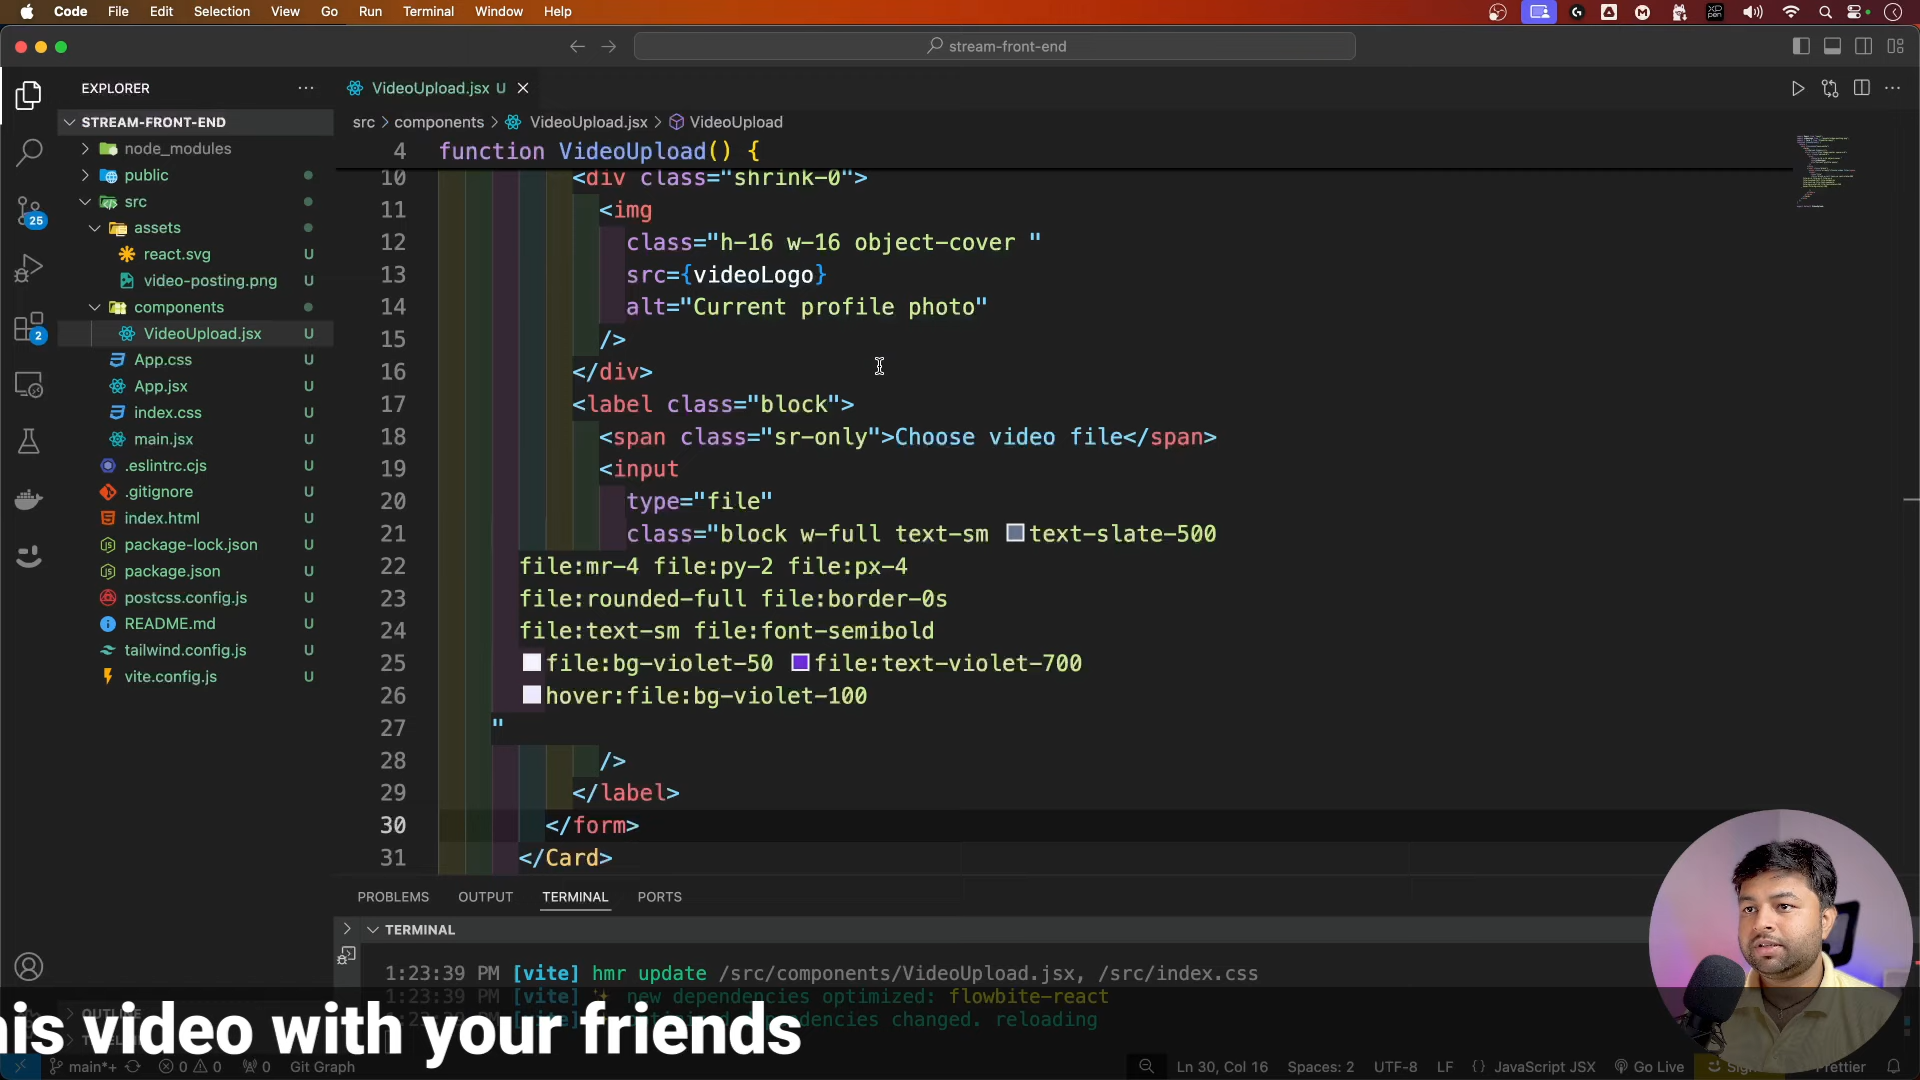 Code File Edit Selection View Go Run Terminal Window Help
stream-front-end
EXPLORER
STREAM-FRONT-END
node_modules
public
src
assets
react.svg U
video-posting.png U
components
VideoUpload.jsx U
App.css U
App.jsx U
index.css U
main.jsx U
.eslintrc.cjs U
.gitignore U
index.html U
package-lock.json U
package.json U
postcss.config.js U
README.md U
tailwind.config.js U
vite.config.js U
25
2
VideoUpload.jsx U
src > components > VideoUpload.jsx > VideoUpload
4 function VideoUpload() {
10 <div class="shrink-0">
11 <img
12 class="h-16 w-16 object-cover "
13 src={videoLogo}
14 alt="Current profile photo"
15 />
16 </div>
17 <label class="block">
18 <span class="sr-only">Choose video file</span>
19 <input
20 type="file"
21 class="block w-full text-sm text-slate-500
22 file:mr-4 file:py-2 file:px-4
23 file:rounded-full file:border-0s
24 file:text-sm file:font-semibold
25 file:bg-violet-50 file:text-violet-700
26 hover:file:bg-violet-100
27 "
28 />
29 </label>
30 </form>
31 </Card>
PROBLEMS OUTPUT TERMINAL PORTS
TERMINAL
1:23:39 PM [vite] hmr update /src/components/VideoUpload.jsx, /src/index.css
1:23:39 PM [vite] new dependencies optimized: flowbite-react
dependencies changed. reloading
OUTLINE
his video with your friends
main*+ 0 0 0 Git Graph
Ln 30, Col 16 Spaces: 2 UTF-8 LF {} JavaScript JSX Go Live Prettier